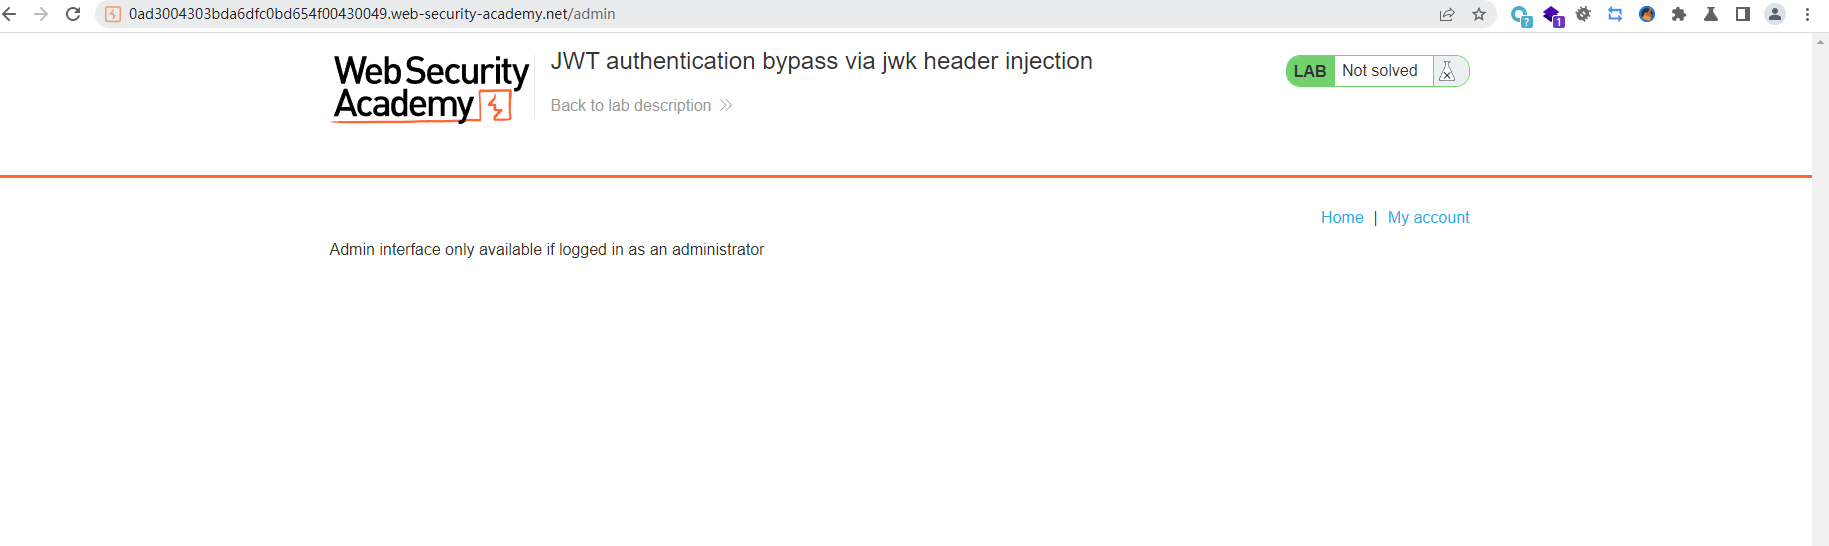 0ad3004303bda6dfc0bd654f00430049.web-security-academy.net/admin
? 1
Web Security
Academy
JWT authentication bypass via jwk header injection
Back to lab description
LAB Not solved
Home | My account
Admin interface only available if logged in as an administrator